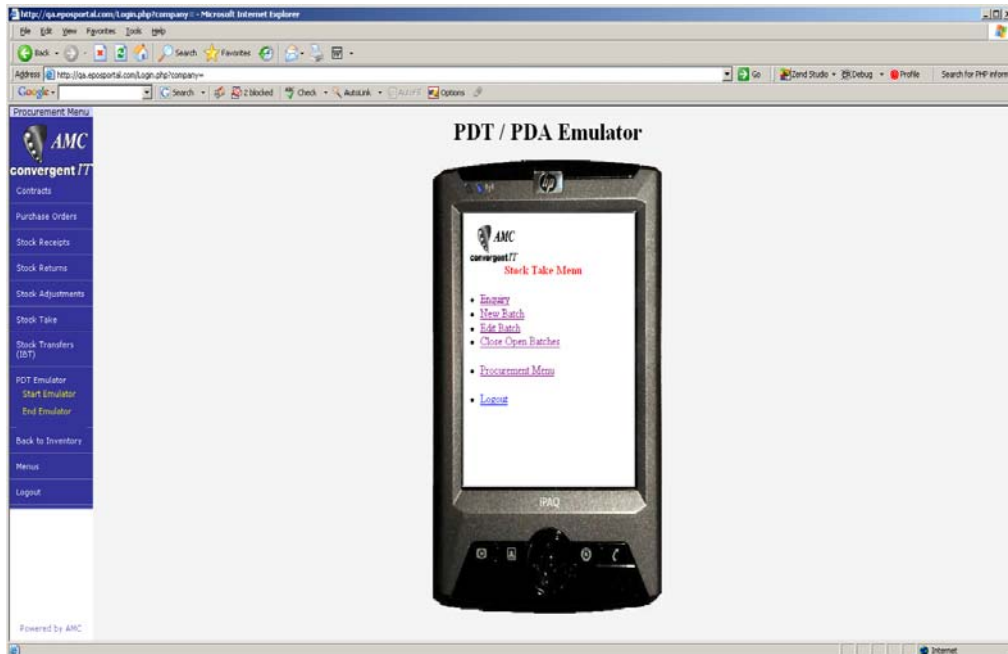 http://qa.eposportal.com/Login.php?company= - Microsoft Internet Explorer
File Edit View Favorites Tools Help
Back Search Favorites
Address http://qa.eposportal.com/Login.php?company= Go Zend Studio Debug Profile Search for PHP inform
Google Search 2 blocked Check AutoLink AutoFill Options
Procurement Menu
AMC
convergent IT
Contracts
Purchase Orders
Stock Receipts
Stock Returns
Stock Adjustments
Stock Take
Stock Transfers
(IBT)
PDT Emulator
Start Emulator
End Emulator
Back to Inventory
Menus
Logout
Powered by AMC
PDT / PDA Emulator
hp
AMC
convergent IT
Stock Take Menu
Enquiry
New Batch
Edit Batch
Close Open Batches
Procurement Menu
Logout
iPAQ
Internet